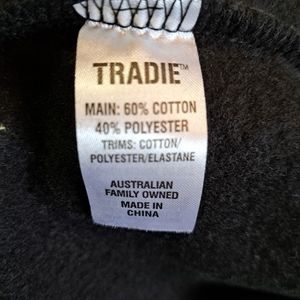 TRADIE™
MAIN: 60% COTTON
40% POLYESTER
TRIMS: COTTON/
POLYESTER/ELASTANE
AUSTRALIAN
FAMILY OWNED
MADE IN
CHINA